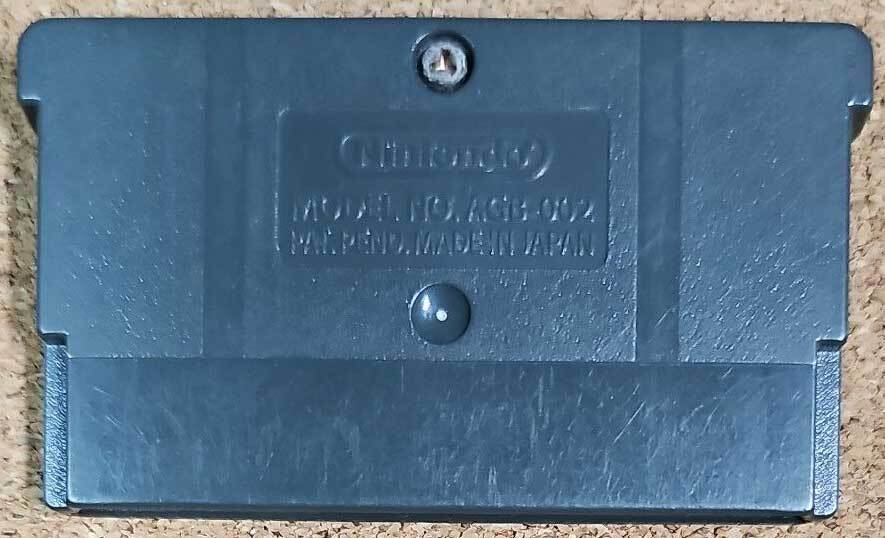 Nintendo
MODEL NO. AGB-002
PAT. PEND. MADE IN JAPAN